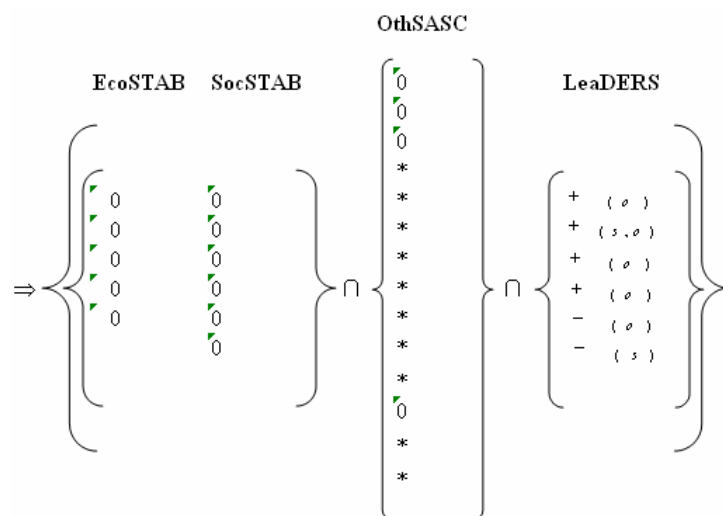 OthSASC
EcoSTAB SocSTAB LeaDERS
0
0
0
*
* + ( o )
0 0
* + ( s , o )
0 0
* + ( o )
0 0
⇒ 0 0 ∩ * ∩ + ( o )
0 0 * − ( o )
0 * − ( s )
*
0
*
*